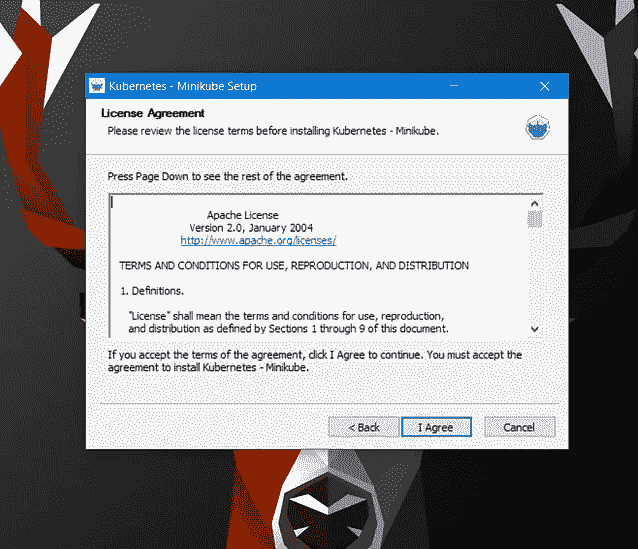 Kubernetes - Minikube Setup
License Agreement
Please review the license terms before installing Kubernetes - Minikube.
Press Page Down to see the rest of the agreement.
Apache License
Version 2.0, January 2004
http://www.apache.org/licenses/
TERMS AND CONDITIONS FOR USE, REPRODUCTION, AND DISTRIBUTION
1. Definitions.
"License" shall mean the terms and conditions for use, reproduction,
and distribution as defined by Sections 1 through 9 of this document.
If you accept the terms of the agreement, click I Agree to continue. You must accept the
agreement to install Kubernetes - Minikube.
< Back
I Agree
Cancel